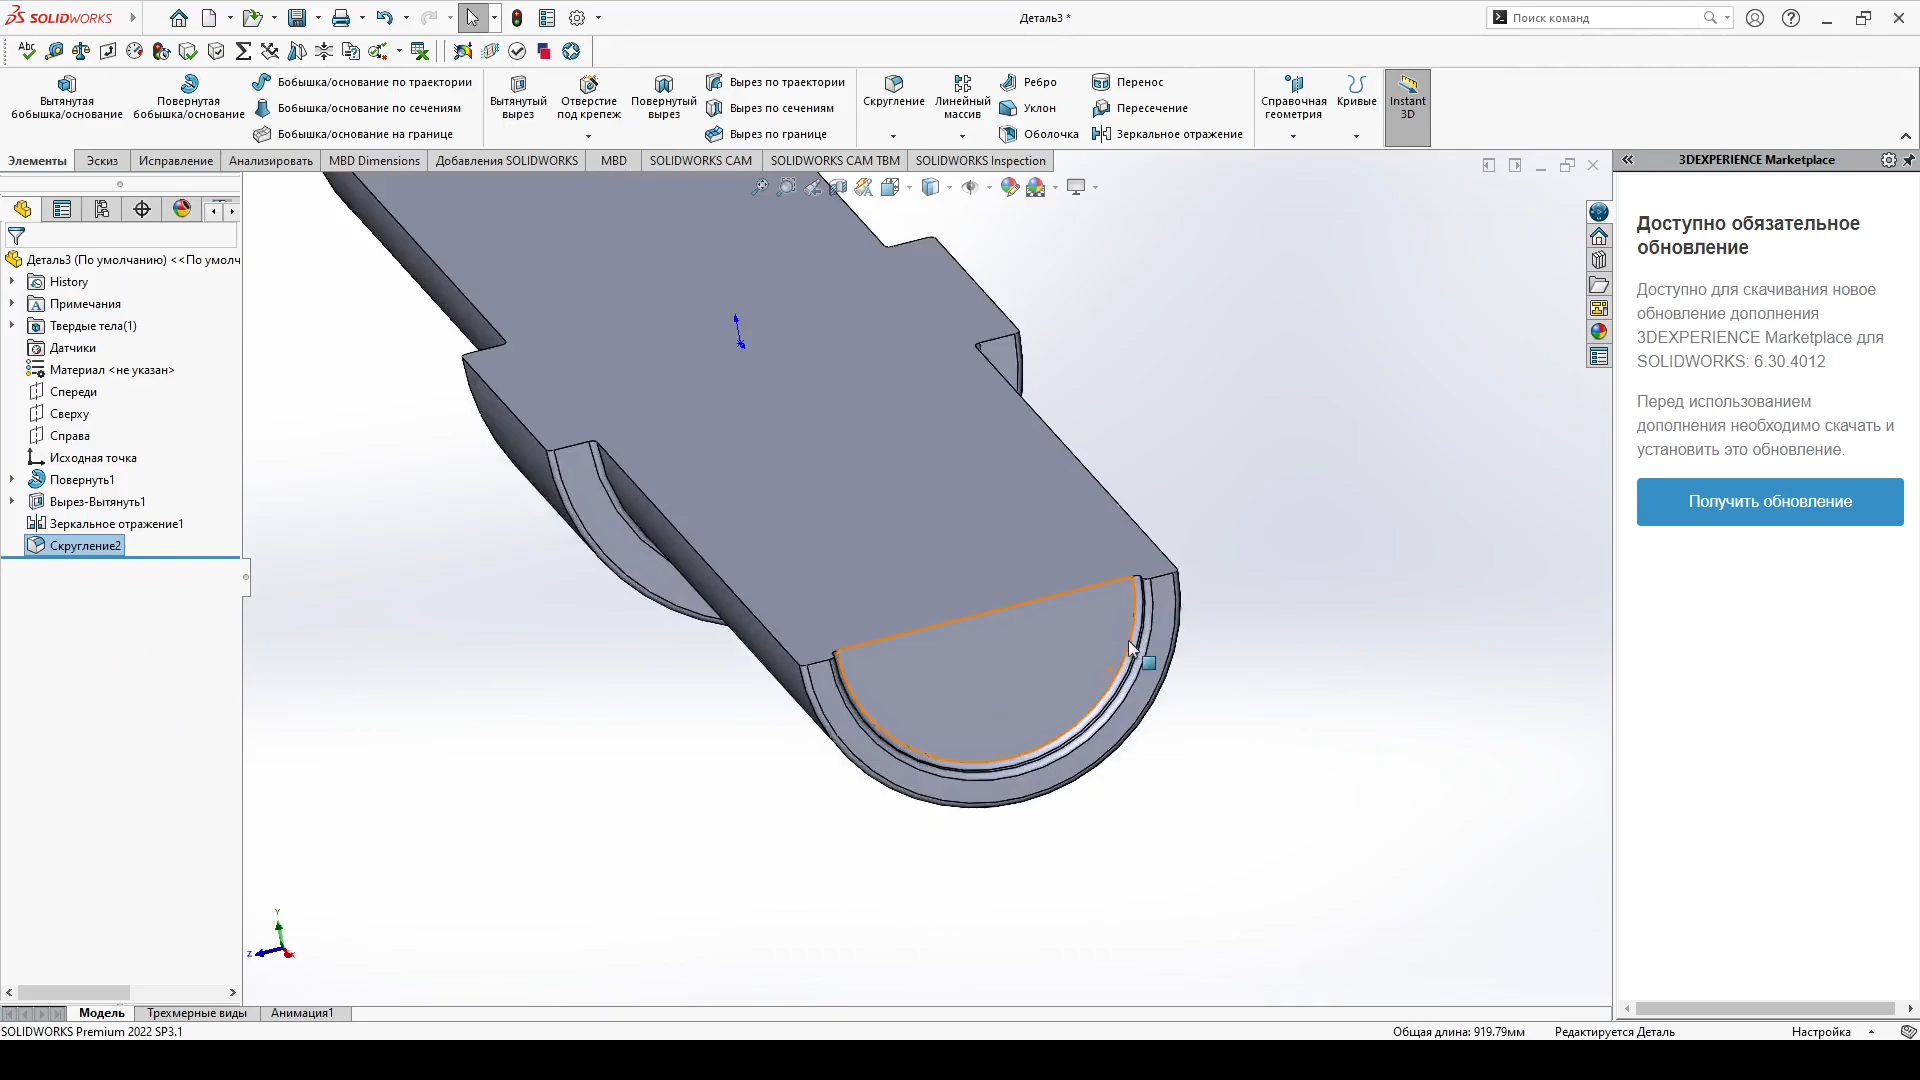 SOLIDWORKS
Деталь3 *
Поиск команд
Вытянутая бобышка/основание
Повернутая бобышка/основание
Бобышка/основание по траектории
Бобышка/основание по сечениям
Бобышка/основание на границе
Вытянутый вырез
Отверстие под крепеж
Повернутый вырез
Вырез по траектории
Вырез по сечениям
Вырез по границе
Скругление
Линейный массив
Ребро
Уклон
Оболочка
Перенос
Пересечение
Зеркальное отражение
Справочная геометрия
Кривые
Instant 3D
Элементы
Эскиз
Исправление
Анализировать
MBD Dimensions
Добавления SOLIDWORKS
MBD
SOLIDWORKS CAM
SOLIDWORKS CAM TBM
SOLIDWORKS Inspection
Деталь3 (По умолчанию) <<По умолч
History
Примечания
Твердые тела(1)
Датчики
Материал <не указан>
Спереди
Сверху
Справа
Исходная точка
Повернуть1
Вырез-Вытянуть1
Зеркальное отражение1
Скругление2
Y
Z
3DEXPERIENCE Marketplace
Доступно обязательное
обновление
Доступно для скачивания новое
обновление дополнения
3DEXPERIENCE Marketplace для
SOLIDWORKS: 6.30.4012
Перед использованием
дополнения необходимо скачать и
установить это обновление.
Получить обновление
Модель
Трехмерные виды
Анимация1
SOLIDWORKS Premium 2022 SP3.1
Общая длина: 919.79мм
Редактируется Деталь
Настройка